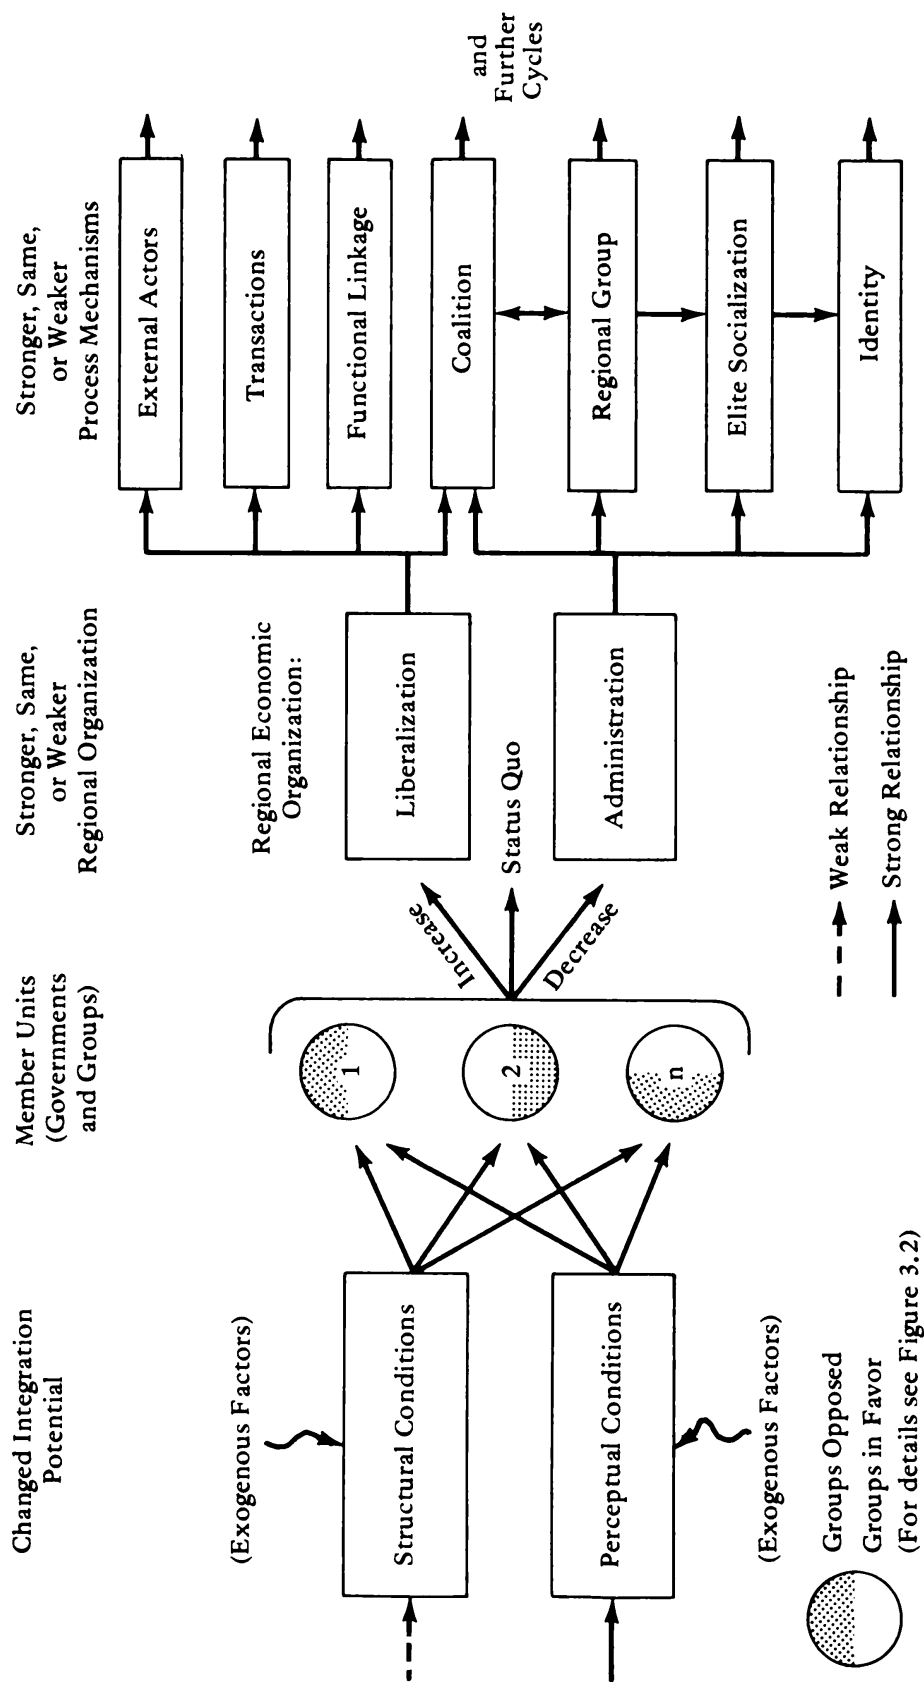 Changed Integration
Potential
Member Units
(Governments
and Groups)
Stronger, Same,
or Weaker
Regional Organization
Stronger, Same,
or Weaker
Process Mechanisms
(Exogenous Factors)
Structural Conditions
Perceptual Conditions
(Exogenous Factors)
1
2
n
Increase
Status Quo
Decrease
Regional Economic
Organization:
Liberalization
Administration
External Actors
Transactions
Functional Linkage
Coalition
Regional Group
Elite Socialization
Identity
and
Further
Cycles
Groups Opposed
Groups in Favor
(For details see Figure 3.2)
Weak Relationship
Strong Relationship